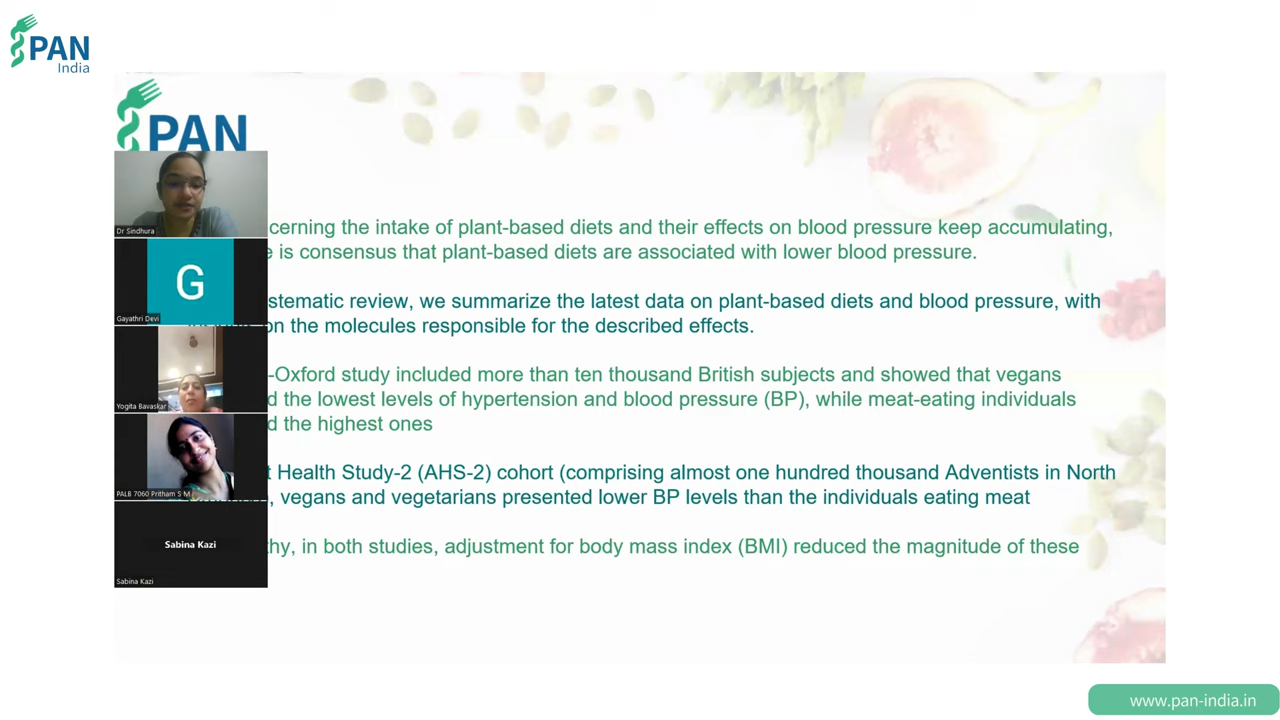 PAN
India
PAN
Dr Sindhura
G
Gayathri Devi
Yogita Bavaskar
PALB 7060 Pritham S M
Sabina Kazi
Sabina Kazi
cerning the intake of plant-based diets and their effects on blood pressure keep accumulating,
e is consensus that plant-based diets are associated with lower blood pressure.
stematic review, we summarize the latest data on plant-based diets and blood pressure, with
on the molecules responsible for the described effects.
-Oxford study included more than ten thousand British subjects and showed that vegans
d the lowest levels of hypertension and blood pressure (BP), while meat-eating individuals
d the highest ones
t Health Study-2 (AHS-2) cohort (comprising almost one hundred thousand Adventists in North
, vegans and vegetarians presented lower BP levels than the individuals eating meat
thy, in both studies, adjustment for body mass index (BMI) reduced the magnitude of these
www.pan-india.in